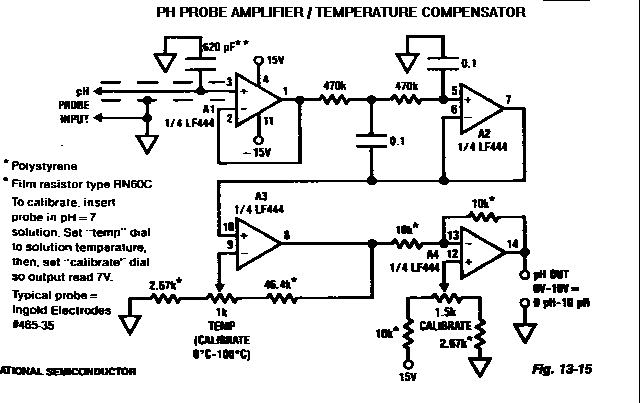 PH PROBE AMPLIFIER / TEMPERATURE COMPENSATOR
620 pF**
15V
0.1
4
pH
3
1
470k
470k
5
7
PROBE
A1
2
6
INPUT
1/4 LF444
11
A2
-15V
0.1
1/4 LF444
* Polystyrene
* Film resistor type RN60C
To calibrate, insert
probe in pH = 7
solution. Set "temp" dial
to solution temperature,
then, set "calibrate" dial
so output read 7V.
Typical probe =
Ingold Electrodes
#465-35
A3
1/4 LF444
10
8
9
10k*
10k*
13
14
A4
12
1/4 LF444
pH OUT
0V-10V =
0 pH-10 pH
2.67k*
46.4k*
1k
TEMP
(CALIBRATE
0°C-100°C)
1.5k
CALIBRATE
10k*
2.67k*
15V
ATIONAL SEMICONDUCTOR
Fig. 13-15